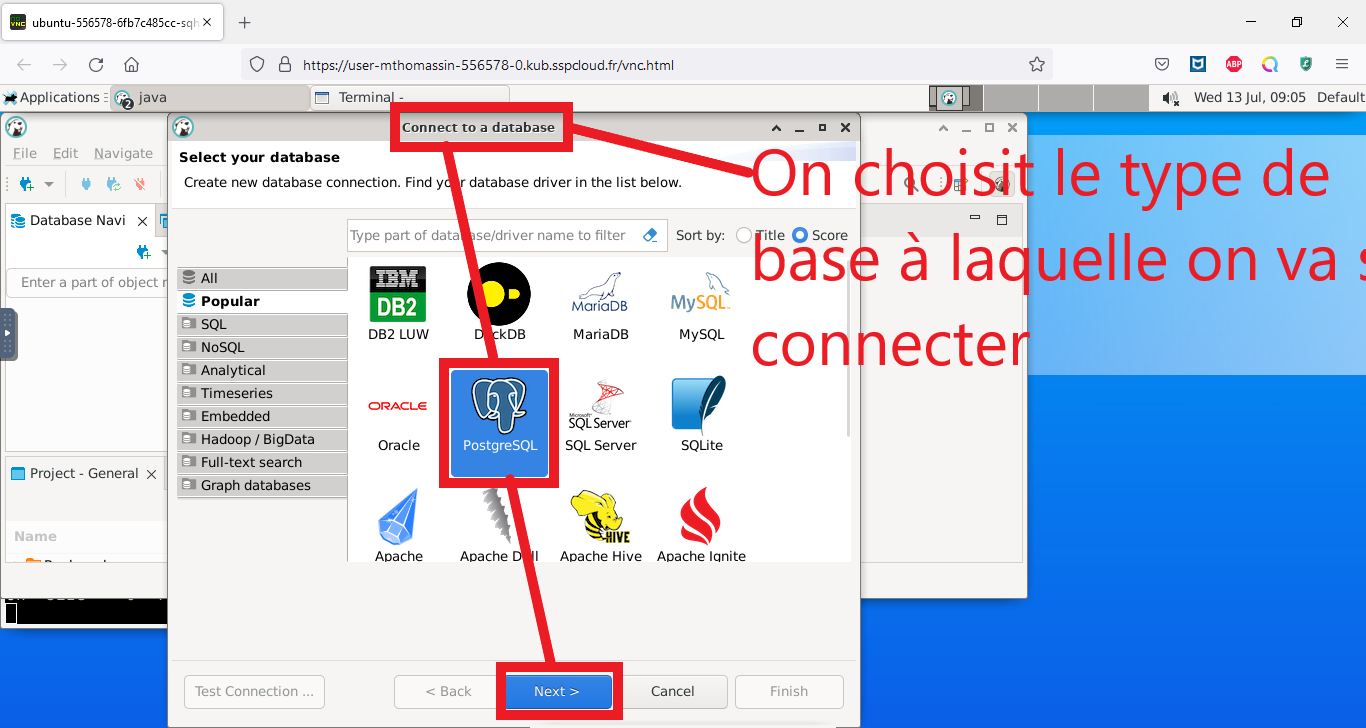 ubuntu-556578-6fb7c485cc-sqh
https://user-mthomassin-556578-0.kub.sspcloud.fr/vnc.html
ABP
Applications
2
java
Terminal -
Wed 13 Jul, 09:05
Default
Connect to a database
File Edit Navigate
Select your database
Create new database connection. Find your database driver in the list below.
On choisit le type de
base à laquelle on va s
connecter
Database Navi
Enter a part of object r
Type part of database/driver name to filter
Sort by:
Title
Score
All
Popular
SQL
NoSQL
Analytical
Timeseries
Embedded
Hadoop / BigData
Full-text search
Graph databases
IBM
DB2
MariaDB
MySQL
DB2 LUW
DuckDB
MariaDB
MySQL
ORACLE
Microsoft
SQL Server
Oracle
PostgreSQL
SQL Server
SQLite
HIVE
Apache
Apache
Apache Hive
Apache Ignite
Project - General
Name
Test Connection ...
< Back
Next >
Cancel
Finish